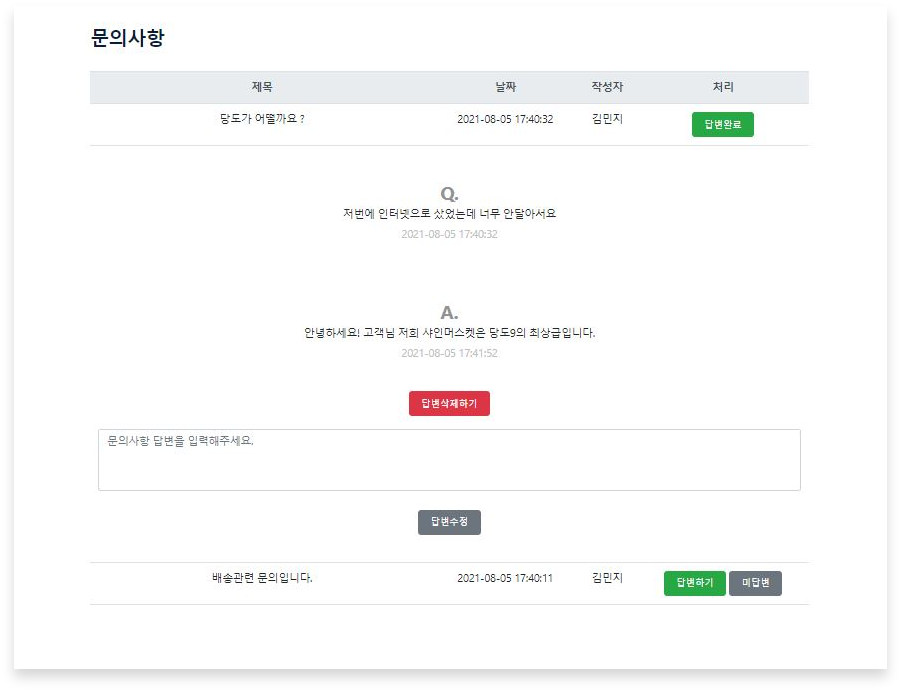 문의사항
제목 날짜 작성자 처리
당도가 어떨까요 ? 2021-08-05 17:40:32 김민지 답변완료
Q.
저번에 인터넷으로 샀었는데 너무 안달아서요
2021-08-05 17:40:32
A.
안녕하세요! 고객님 저희 샤인머스켓은 당도9의 최상급입니다.
2021-08-05 17:41:52
답변삭제하기
문의사항 답변을 입력해주세요.
답변수정
배송관련 문의입니다. 2021-08-05 17:40:11 김민지 답변하기 미답변